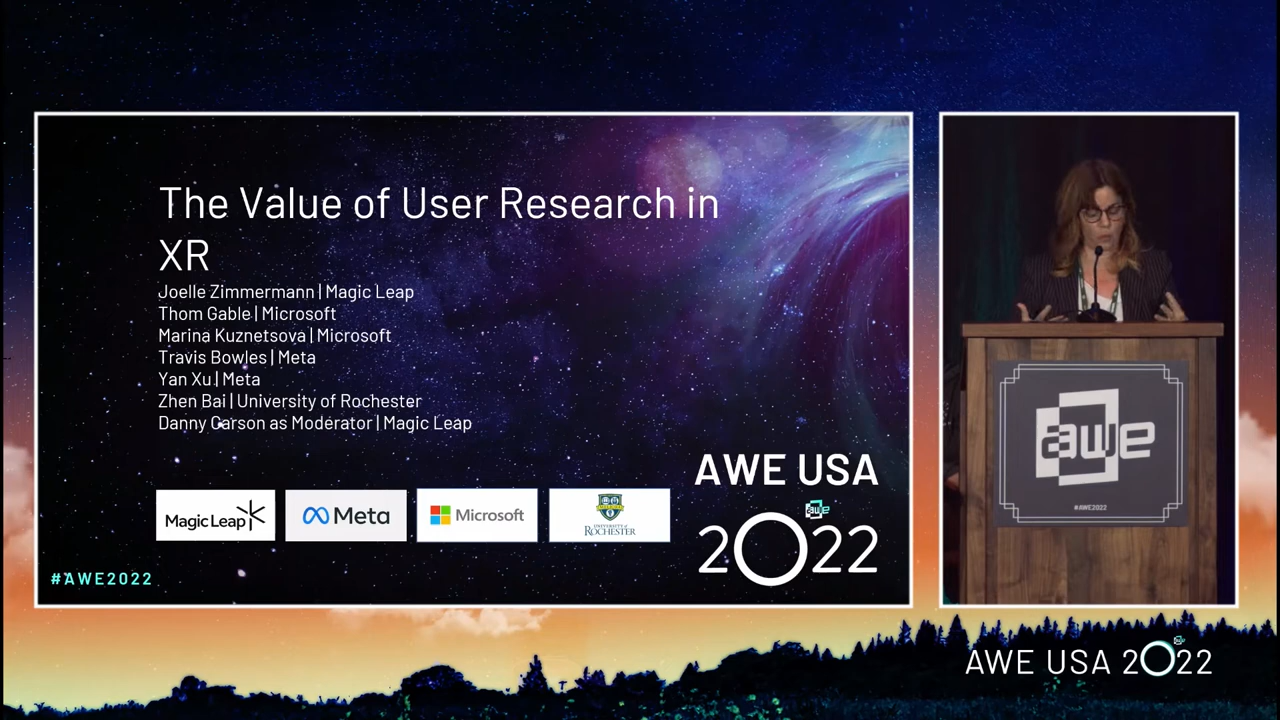 The Value of User Research in
XR
Joelle Zimmermann | Magic Leap
Thom Gable | Microsoft
Marina Kuznetsova | Microsoft
Travis Bowles | Meta
Yan Xu | Meta
Zhen Bai | University of Rochester
Danny Carson as Moderator | Magic Leap
Magic Leap
Meta
Microsoft
UNIVERSITY of
ROCHESTER
AWE USA
awe
2022
#AWE2022
awe
#AWE2022
AWE USA 2022